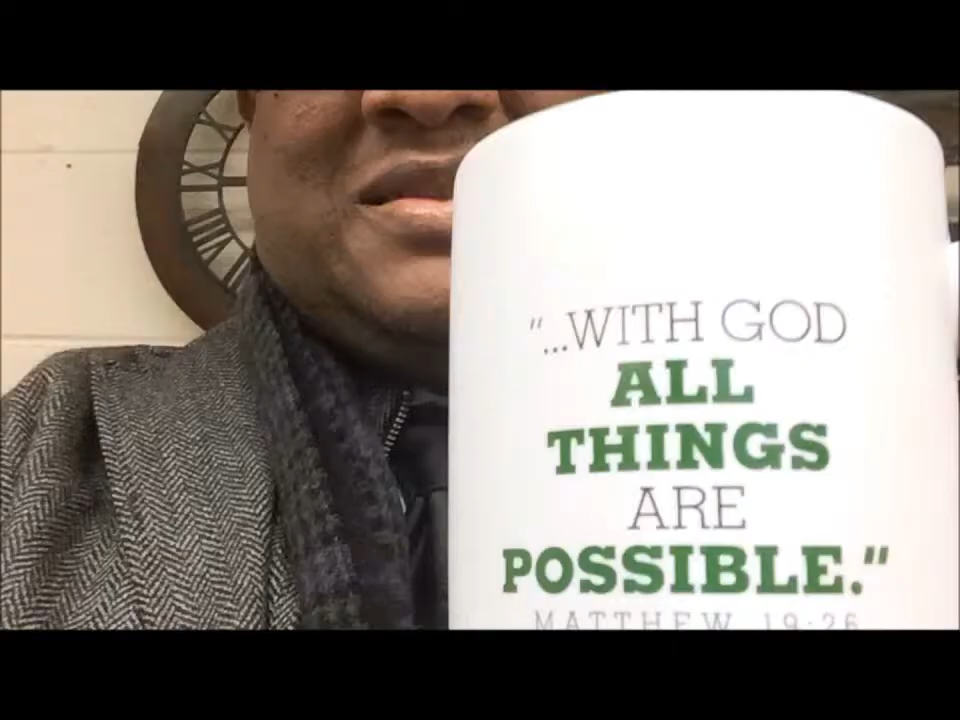 "...WITH GOD
ALL
THINGS
ARE
POSSIBLE."
MATTHEW 19:26